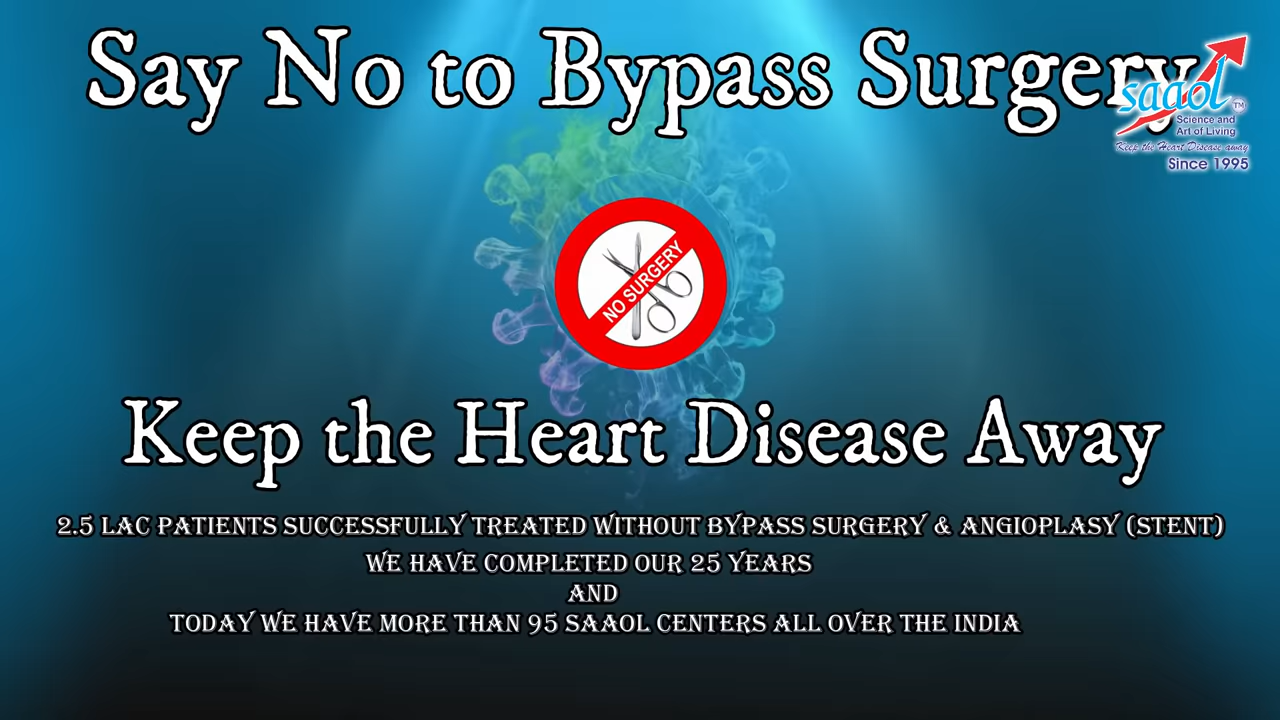 Say No to Bypass Surgery
saaol TM
Science and
Art of Living
Keep the Heart Disease away
Since 1995
NO SURGERY
Keep the Heart Disease Away
2.5 LAC PATIENTS SUCCESSFULLY TREATED WITHOUT BYPASS SURGERY & ANGIOPLASY (STENT)
WE HAVE COMPLETED OUR 25 YEARS
AND
TODAY WE HAVE MORE THAN 95 SAAOL CENTERS ALL OVER THE INDIA